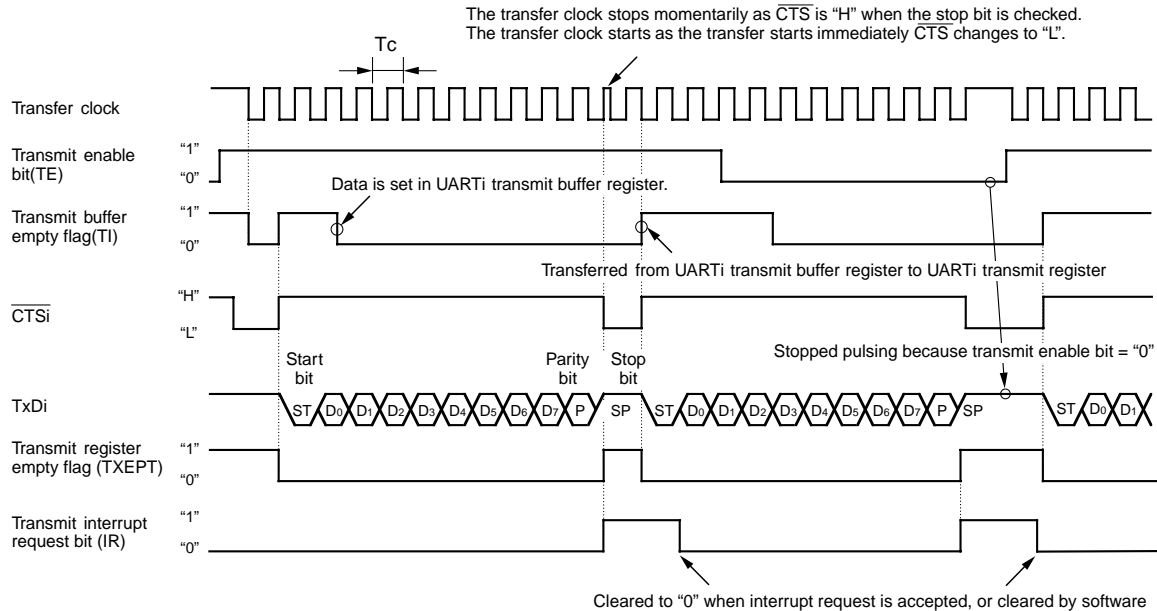 The transfer clock stops momentarily as CTS is “H” when the stop bit is checked.
The transfer clock starts as the transfer starts immediately CTS changes to “L”.
Tc
Transfer clock
Transmit enable
bit(TE)
“1”
“0”
Data is set in UARTi transmit buffer register.
Transmit buffer
empty flag(TI)
“1”
“0”
Transferred from UARTi transmit buffer register to UARTi transmit register
CTSi
“H”
“L”
Stopped pulsing because transmit enable bit = “0”
Start
bit
Parity
bit
Stop
bit
TxDi
ST D0 D1 D2 D3 D4 D5 D6 D7 P SP ST D0 D1 D2 D3 D4 D5 D6 D7 P SP ST D0 D1
Transmit register
empty flag (TXEPT)
“1”
“0”
Transmit interrupt
request bit (IR)
“1”
“0”
Cleared to “0” when interrupt request is accepted, or cleared by software